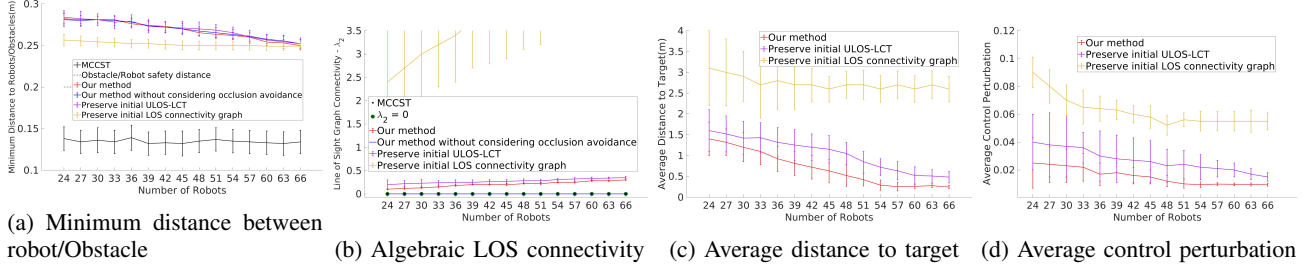 Minimum Distance to Robots/Obstacles(m)
0.3
0.25
0.2
0.15
0.1
MCCST
Obstacle/Robot safety distance
Our method
Our method without considering occlusion avoidance
Preserve initial ULOS-LCT
Preserve initial LOS connectivity graph
24 27 30 33 36 39 42 45 48 51 54 57 60 63 66
Number of Robots
(a) Minimum distance between
robot/Obstacle
Line of Sight Graph Connectivity - λ₂
3.5
3
2.5
2
1.5
1
0.5
0
MCCST
λ₂ = 0
Our method
Our method without considering occlusion avoidance
Preserve initial ULOS-LCT
Preserve initial LOS connectivity graph
24 27 30 33 36 39 42 45 48 51 54 57 60 63 66
Number of Robots
(b) Algebraic LOS connectivity
Average Distance to Target(m)
4
3.5
3
2.5
2
1.5
1
0.5
0
Our method
Preserve initial ULOS-LCT
Preserve initial LOS connectivity graph
24 27 30 33 36 39 42 45 48 51 54 57 60 63 66
Number of Robots
(c) Average distance to target
Average Control Perturbation
0.12
0.1
0.08
0.06
0.04
0.02
Our method
Preserve initial ULOS-LCT
Preserve initial LOS connectivity graph
24 27 30 33 36 39 42 45 48 51 54 57 60 63 66
Number of Robots
(d) Average control perturbation